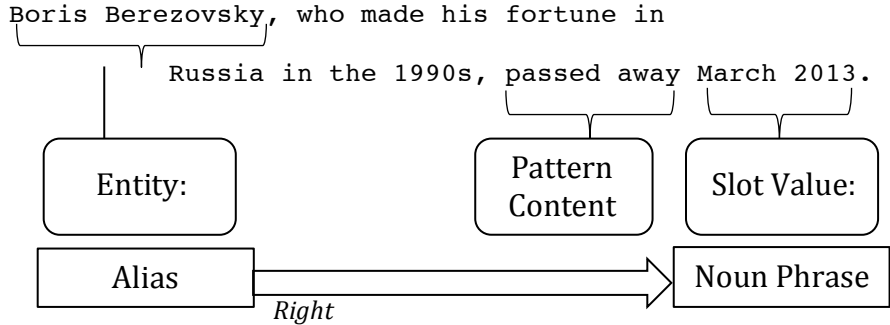 Boris Berezovsky, who made his fortune in
Russia in the 1990s, passed away March 2013.
Entity:
Pattern
Content
Slot Value:
Alias
Noun Phrase
Right